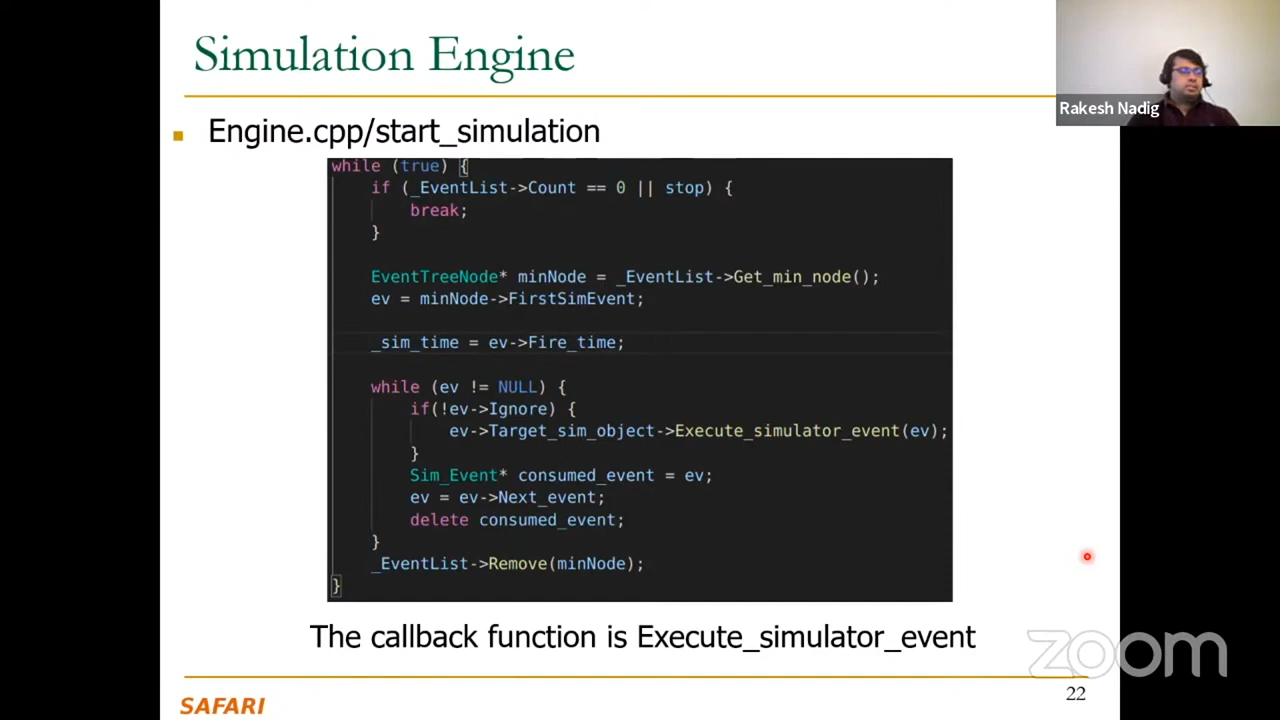 Simulation Engine
Rakesh Nadig
Engine.cpp/start_simulation
while (true) {
if (_EventList->Count == 0 || stop) {
break;
}
EventTreeNode* minNode = _EventList->Get_min_node();
ev = minNode->FirstSimEvent;
_sim_time = ev->Fire_time;
while (ev != NULL) {
if(!ev->Ignore) {
ev->Target_sim_object->Execute_simulator_event(ev);
}
Sim_Event* consumed_event = ev;
ev = ev->Next_event;
delete consumed_event;
}
_EventList->Remove(minNode);
}
The callback function is Execute_simulator_event
zoom
SAFARI
22